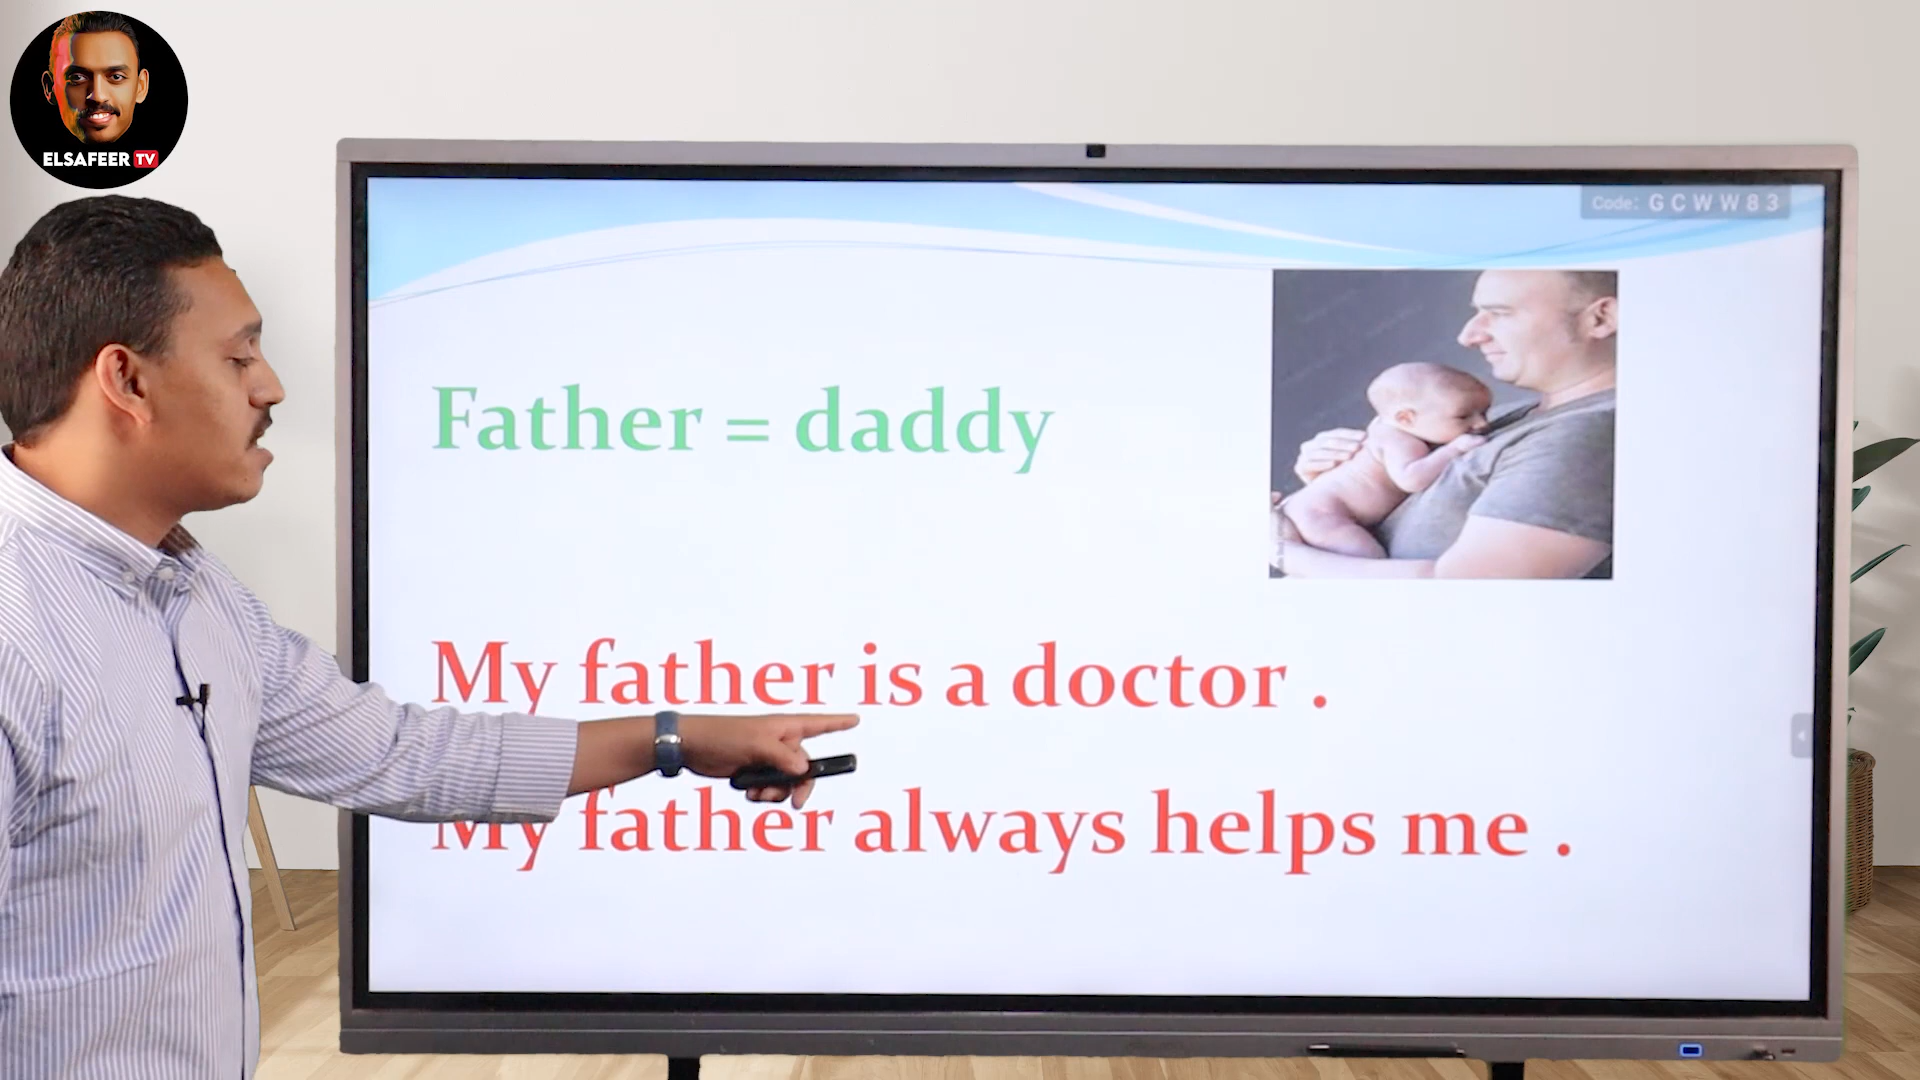 ELSAFEER TV
Code: GCWW83
Father = daddy
My father is a doctor .
My father always helps me .